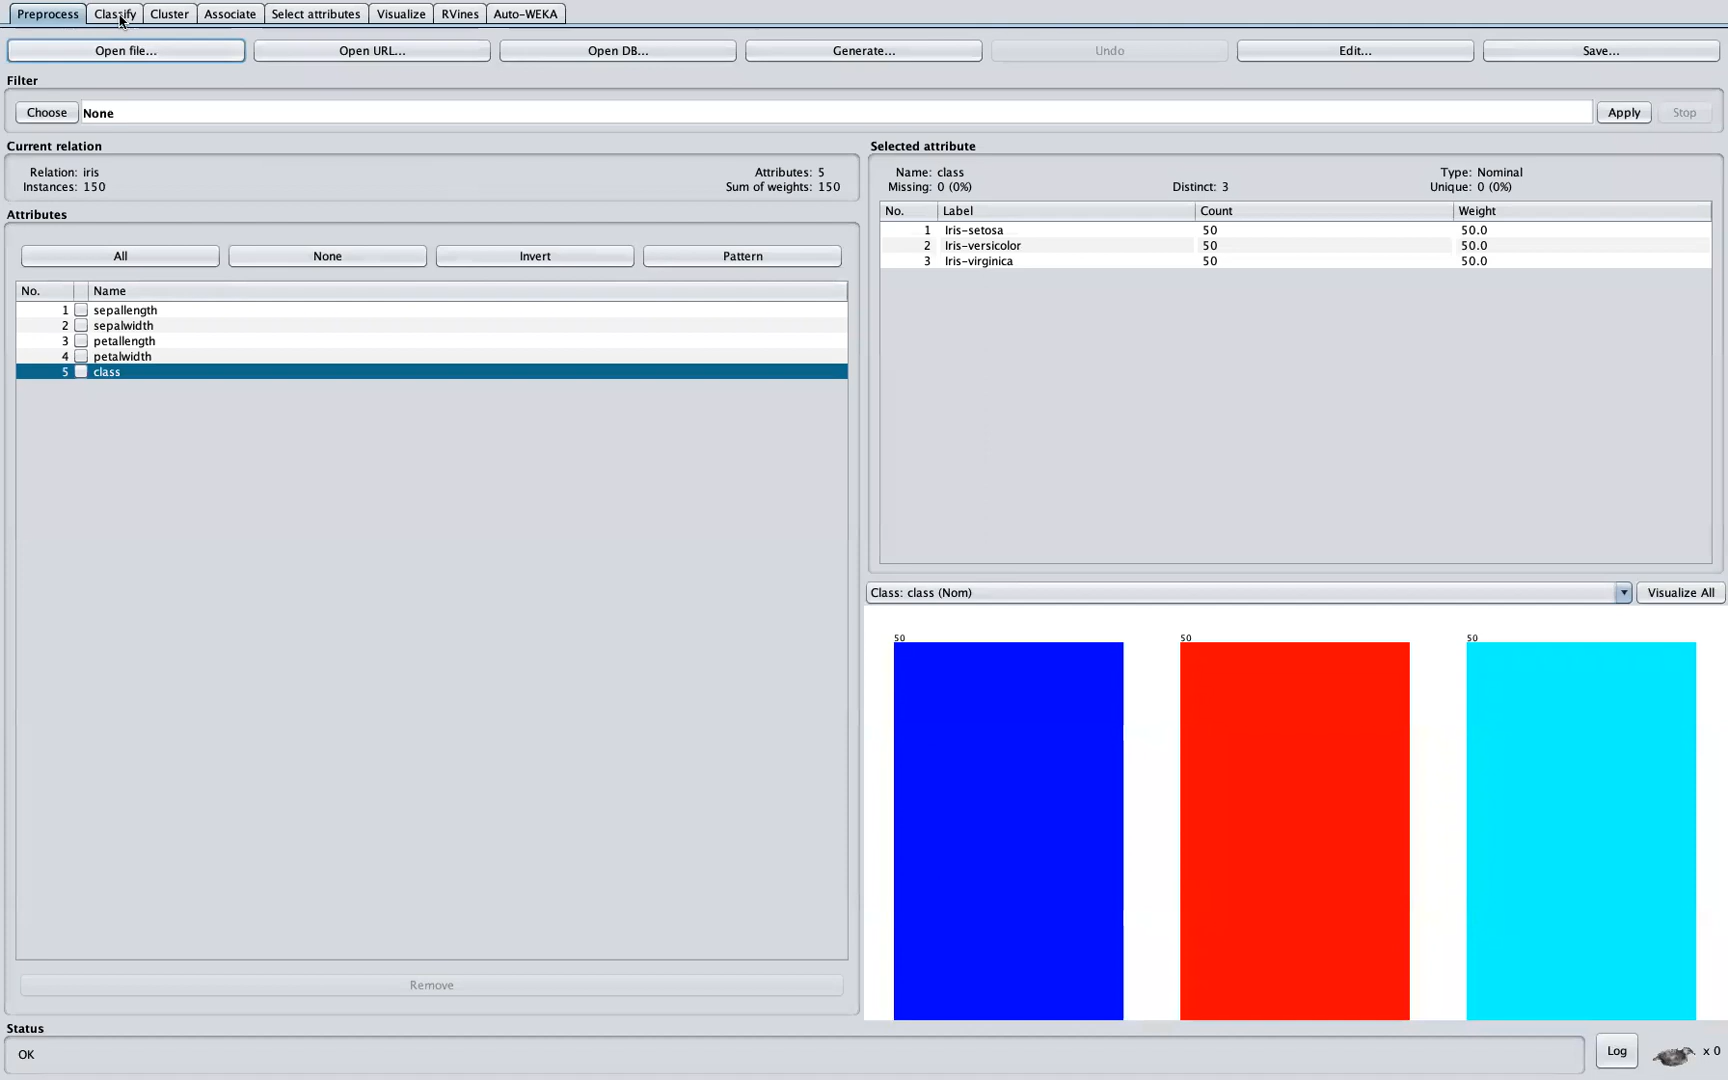 Preprocess Classify Cluster Associate Select attributes Visualize RVines Auto-WEKA
Open file... Open URL... Open DB... Generate... Undo Edit... Save...
Filter
Choose None Apply Stop
Current relation
Relation: iris Attributes: 5
Instances: 150 Sum of weights: 150
Attributes
All None Invert Pattern
No. Name
1 sepallength
2 sepalwidth
3 petallength
4 petalwidth
5 class
Remove
Selected attribute
Name: class Type: Nominal
Missing: 0 (0%) Distinct: 3 Unique: 0 (0%)
No. Label Count Weight
1 Iris-setosa 50 50.0
2 Iris-versicolor 50 50.0
3 Iris-virginica 50 50.0
Class: class (Nom) Visualize All
50 50 50
Status
OK Log x 0